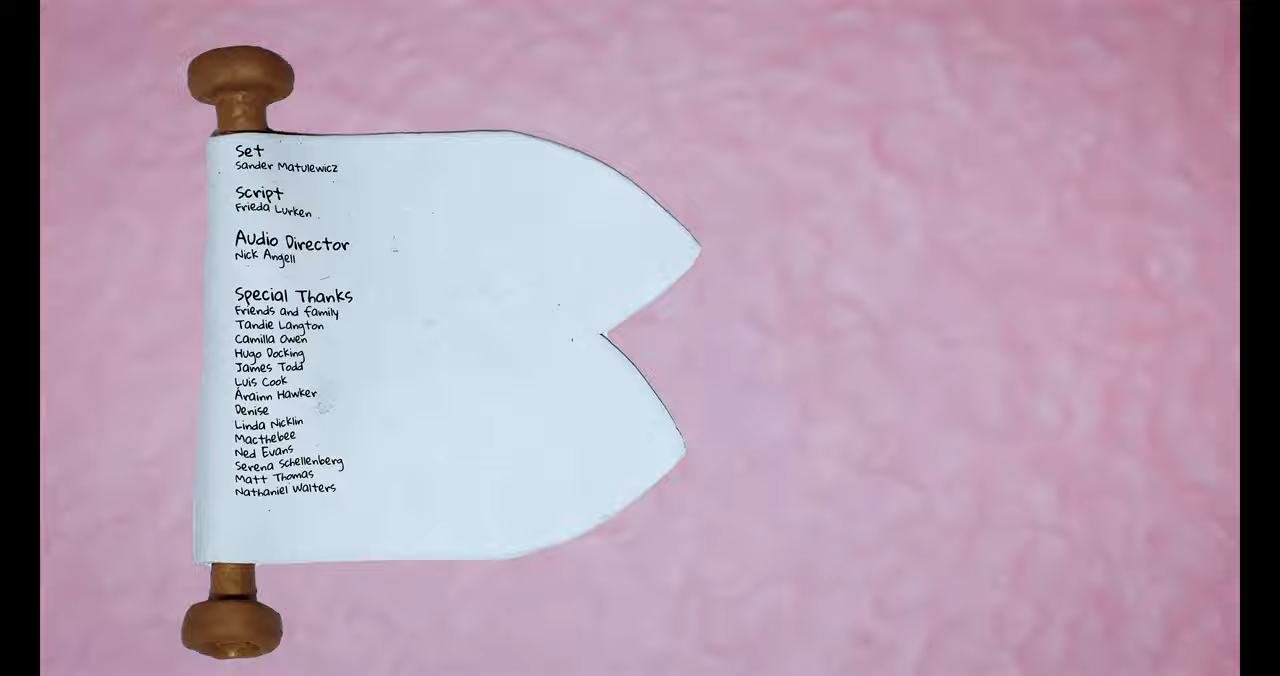 Set
Sander Matulewicz
Script
Frieda Lurken
Audio Director
Nick Angell
Special Thanks
Friends and family
Tandie Langton
Camilla Owen
Hugo Docking
James Todd
Luis Cook
Árainn Hawker
Denise
Linda Nicklin
Macthebee
Ned Evans
Serena Schellenberg
Matt Thomas
Nathaniel Walters